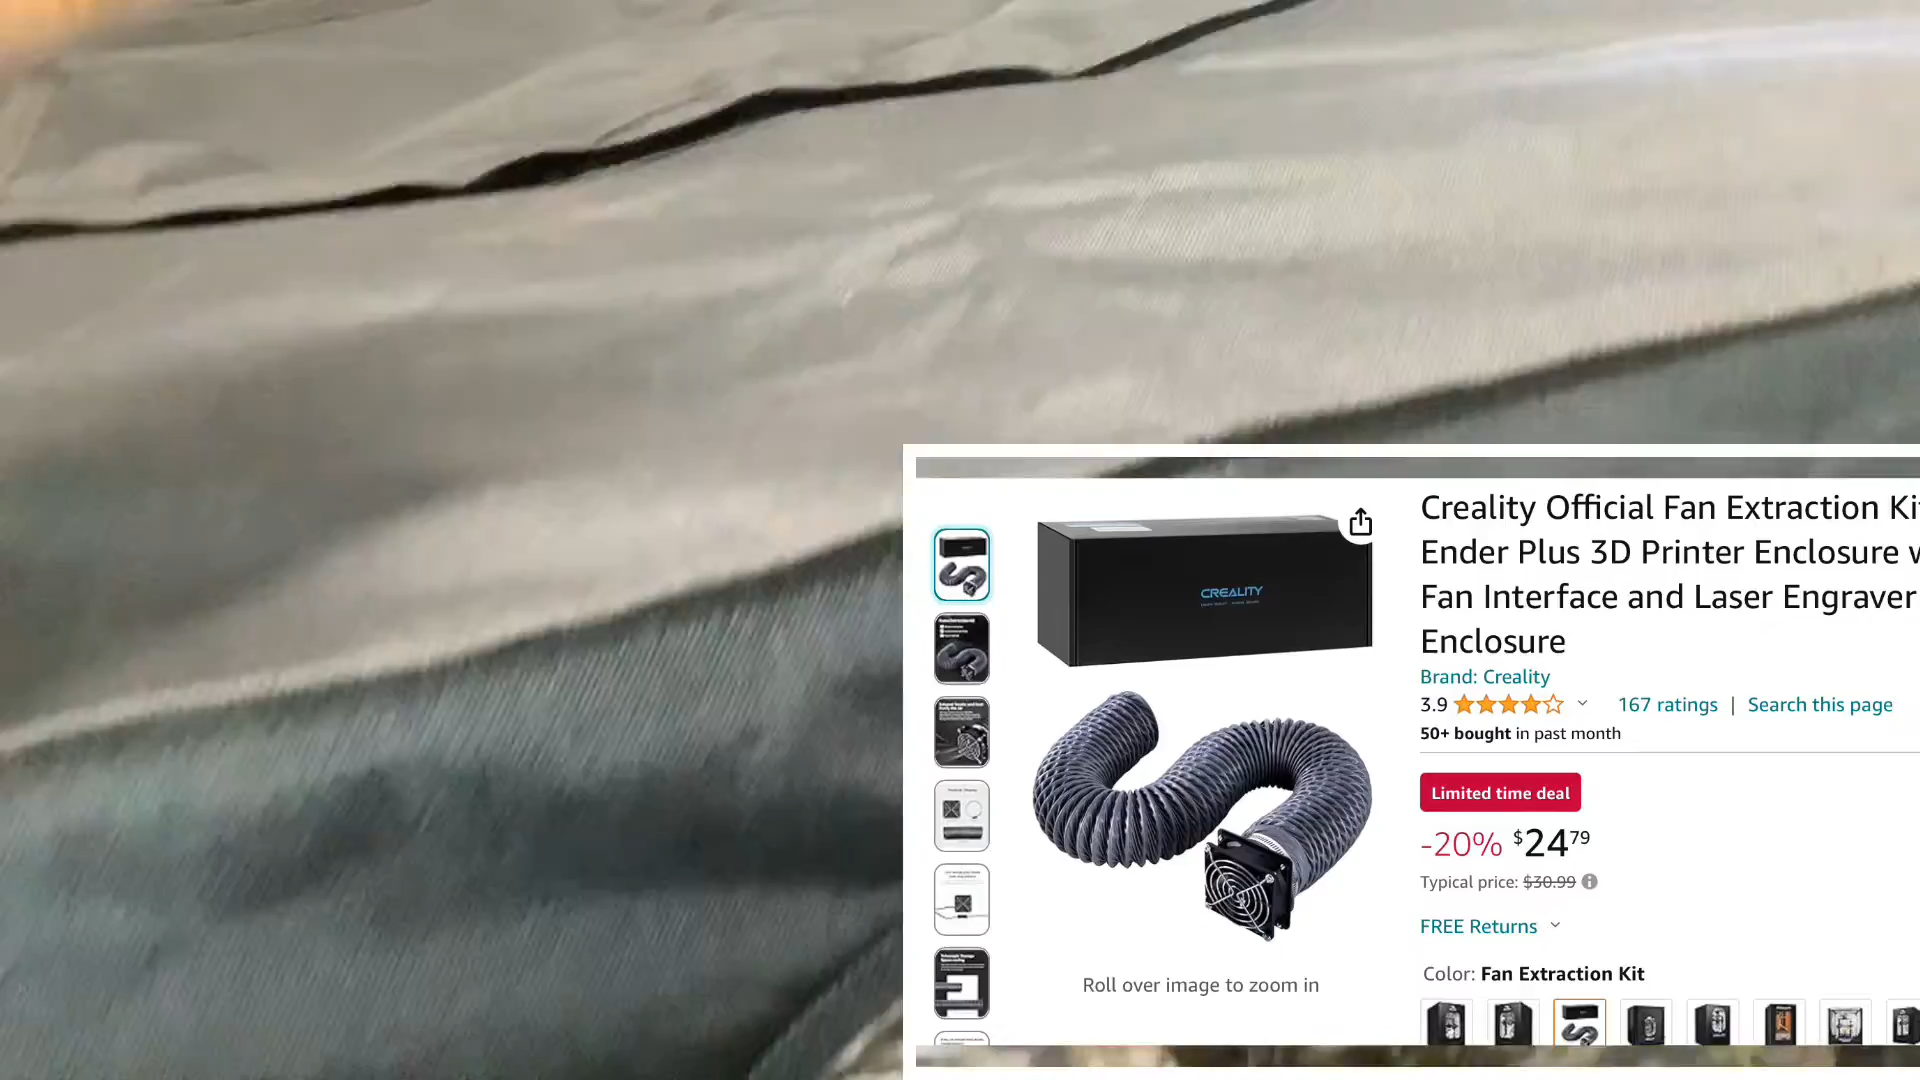 Creality Official Fan Extraction
Ender Plus 3D Printer Enclosure
Fan Interface and Laser Engraver
Enclosure
Brand: Creality
3.9 167 ratings | Search this page
50+ bought in past month
Limited time deal
-20% $24 79
Typical price: $30.99
FREE Returns
Color: Fan Extraction Kit
CREALITY
Roll over image to zoom in